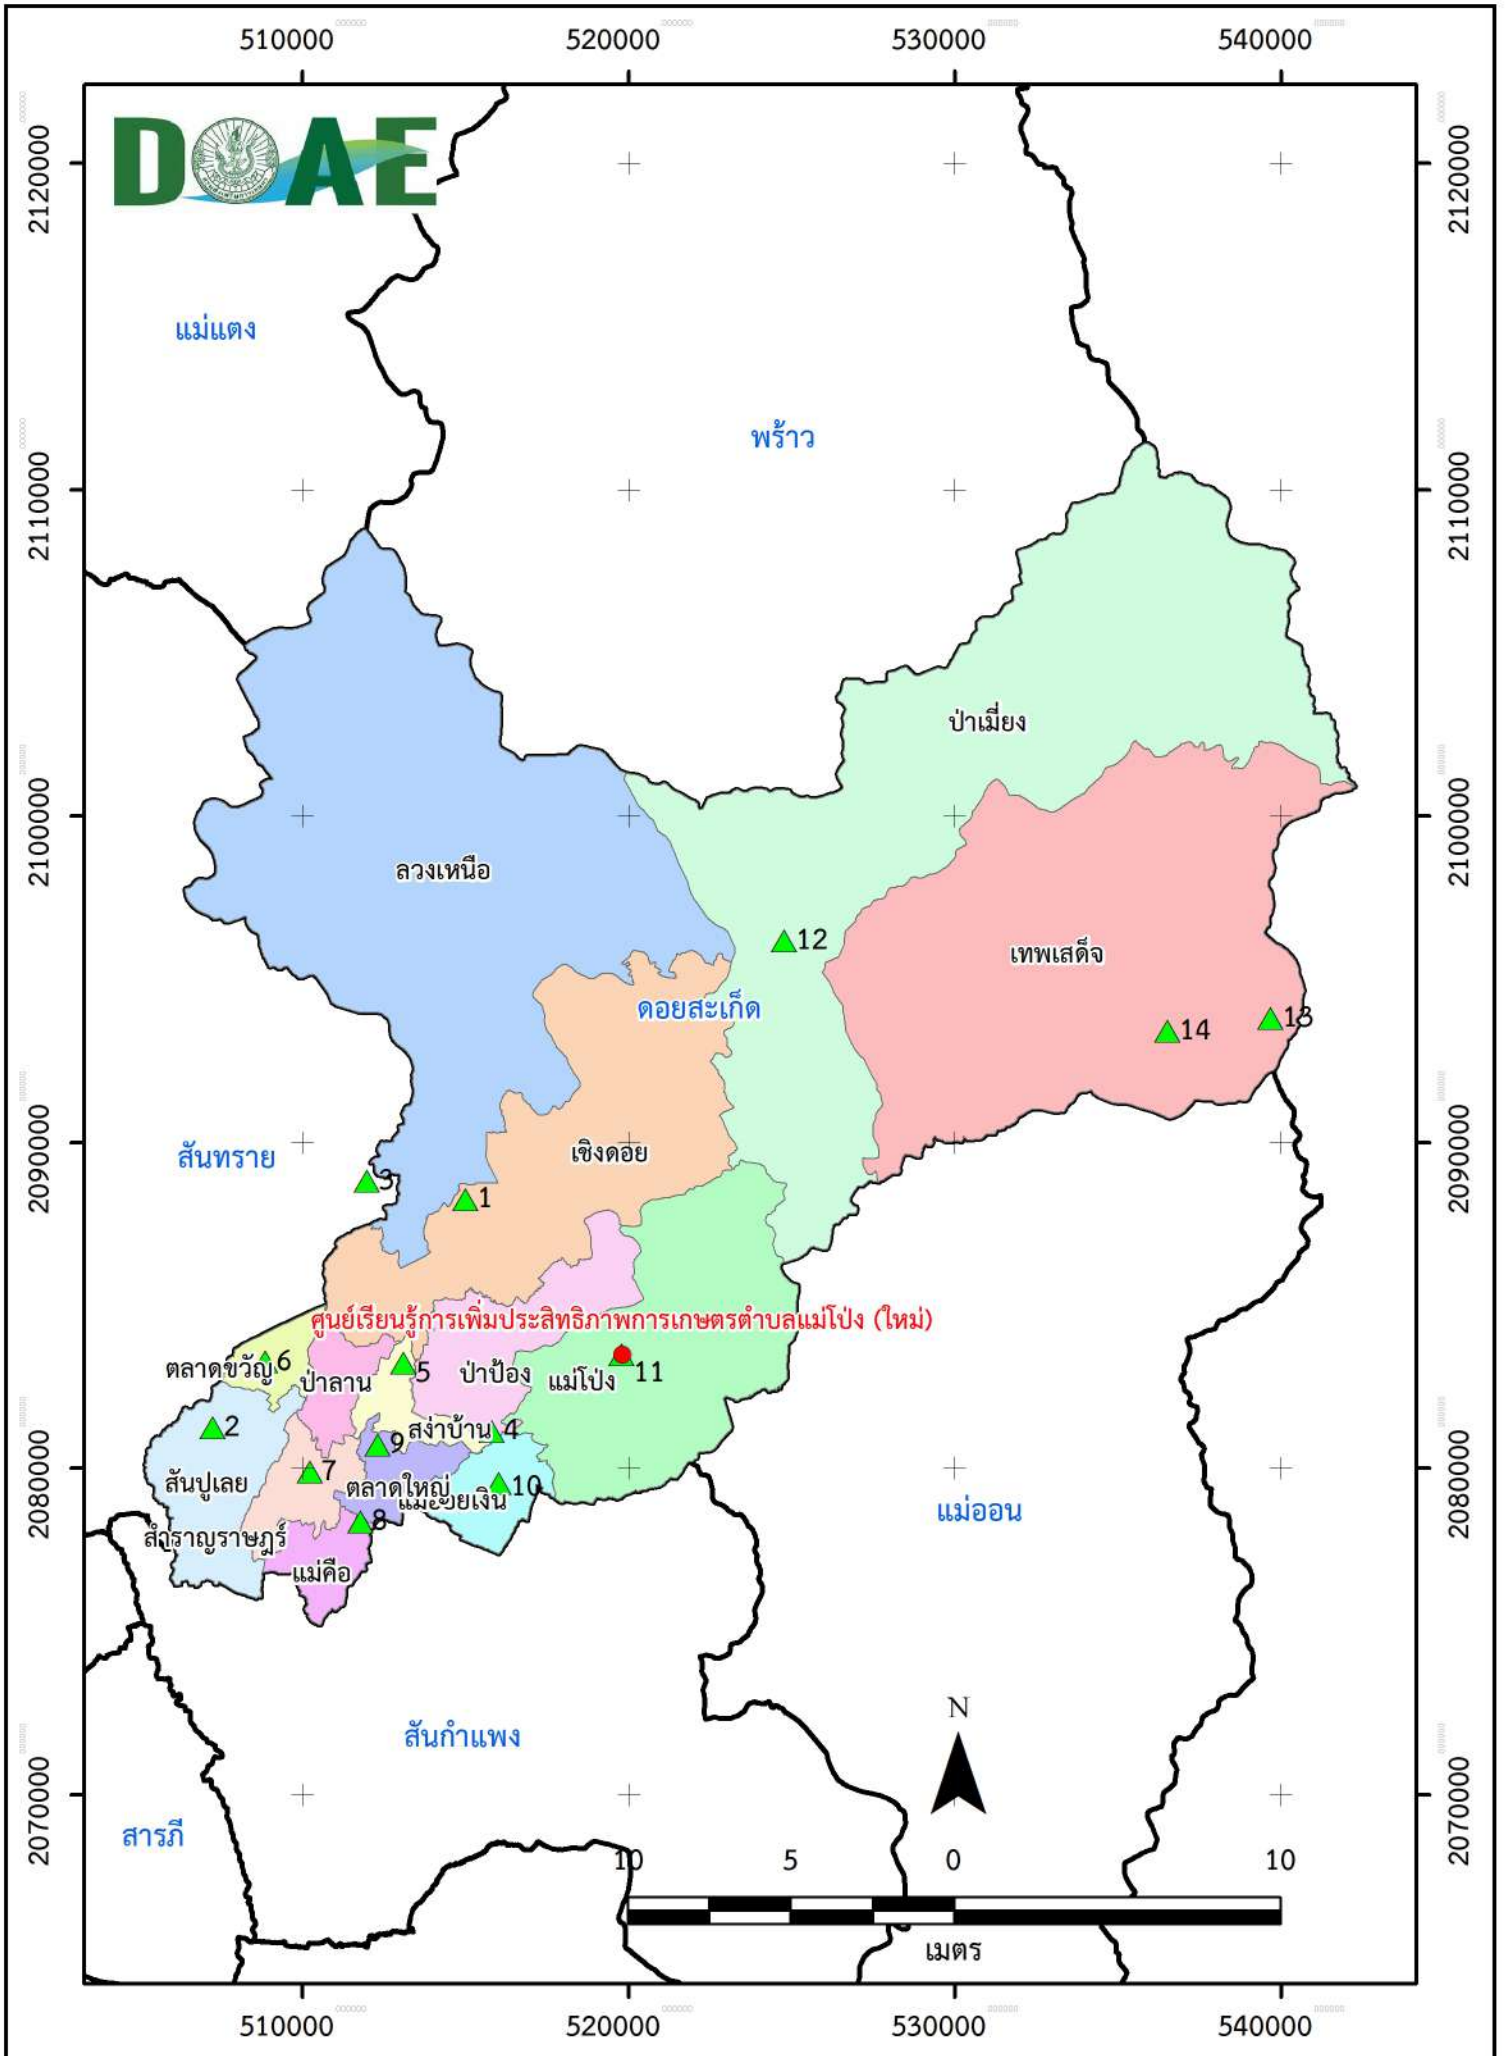 510000 520000 530000 540000
DOAE
2120000 2120000
แม่แตง
พร้าว
2110000 2110000
ป่าเมี่ยง
2100000 2100000
ลวงเหนือ
12
เทพเสด็จ
ดอยสะเก็ด
14 13
2090000 2090000
สันทราย
เชิงดอย
3 1
ศูนย์เรียนรู้การเพิ่มประสิทธิภาพการเกษตรตำบลแม่โป่ง (ใหม่)
ตลาดขวัญ 6
ป่าลาน
5
ป่าป้อง
แม่โป่ง
11
2
สง่าบ้าน 4
9
2080000 2080000
สันปูเลย
7
ตลาดใหญ่
10
8
สำราญราษฎร์
แม่คือ
แม่ออน
N
สันกำแพง
2070000 2070000
สารภี
10 5 0 10
เมตร
510000 520000 530000 540000